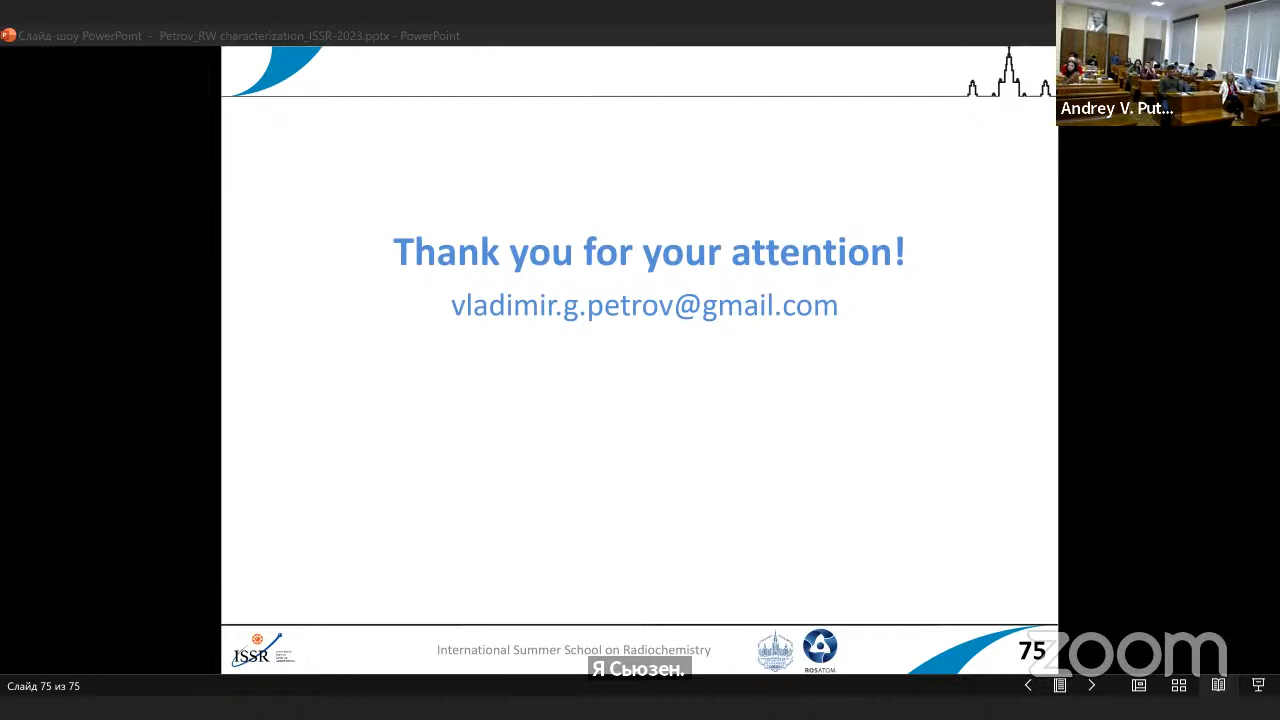 Слайд-шоу PowerPoint - Petrov_RW characterization_ISSR-2023.pptx - PowerPoint
Andrey V. Put...
Thank you for your attention!
vladimir.g.petrov@gmail.com
ISSR
International Summer School on Radiochemistry
ROSATOM
75
zoom
Я Сьюзен.
Слайд 75 из 75